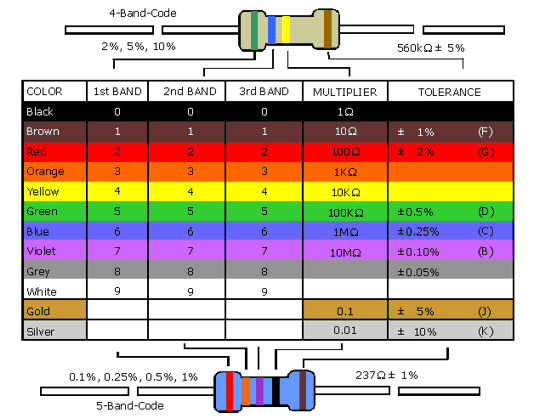 4-Band-Code
2%, 5%, 10%
560kΩ ± 5%
COLOR 1st BAND 2nd BAND 3rd BAND MULTIPLIER TOLERANCE
Black 0 0 0 1Ω
Brown 1 1 1 10Ω ± 1% (F)
Red 2 2 2 100Ω ± 2% (G)
Orange 3 3 3 1KΩ
Yellow 4 4 4 10KΩ
Green 5 5 5 100KΩ ±0.5% (D)
Blue 6 6 6 1MΩ ±0.25% (C)
Violet 7 7 7 10MΩ ±0.10% (B)
Grey 8 8 8 ±0.05%
White 9 9 9
Gold 0.1 ± 5% (J)
Silver 0.01 ± 10% (K)
0.1%, 0.25%, 0.5%, 1%
237Ω ± 1%
5-Band-Code